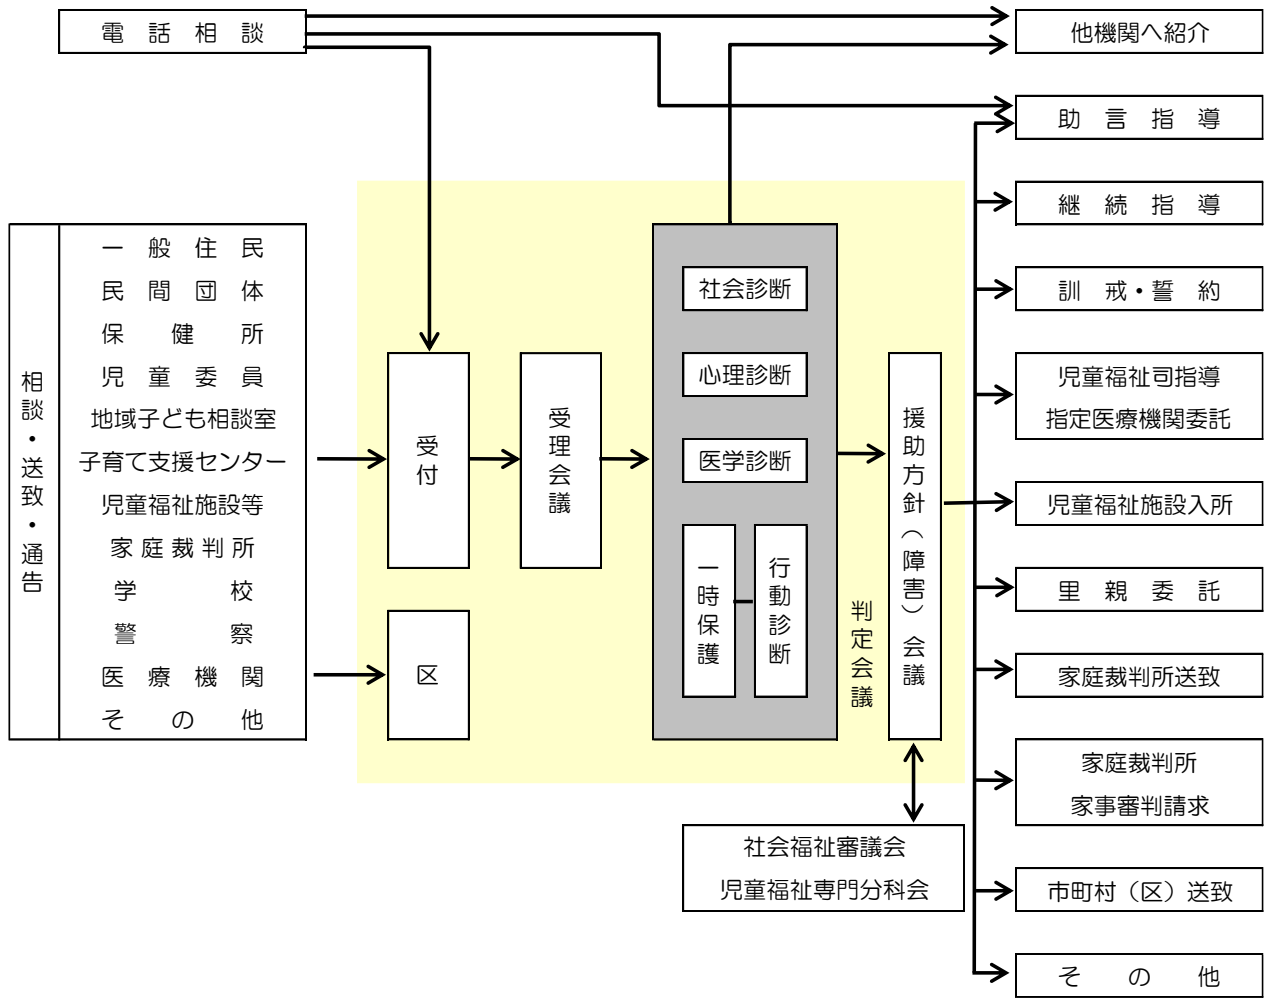 電話相談
相談・送致・通告
一般住民
民間団体
保健所
児童委員
地域子ども相談室
子育て支援センター
児童福祉施設等
家庭裁判所
学校
警察
医療機関
その他
受付
区
受理会議
社会診断
心理診断
医学診断
一時保護
行動診断
判定会議
援助方針（障害）会議
社会福祉審議会
児童福祉専門分科会
他機関へ紹介
助言指導
継続指導
訓戒・誓約
児童福祉司指導
指定医療機関委託
児童福祉施設入所
里親委託
家庭裁判所送致
家庭裁判所
家事審判請求
市町村（区）送致
その他